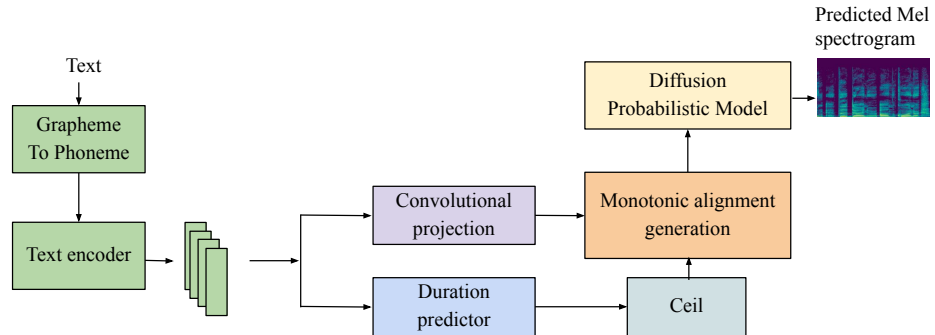 Predicted Mel
spectrogram
Text
Grapheme
To Phoneme
Text encoder
Convolutional
projection
Duration
predictor
Ceil
Monotonic alignment
generation
Diffusion
Probabilistic Model